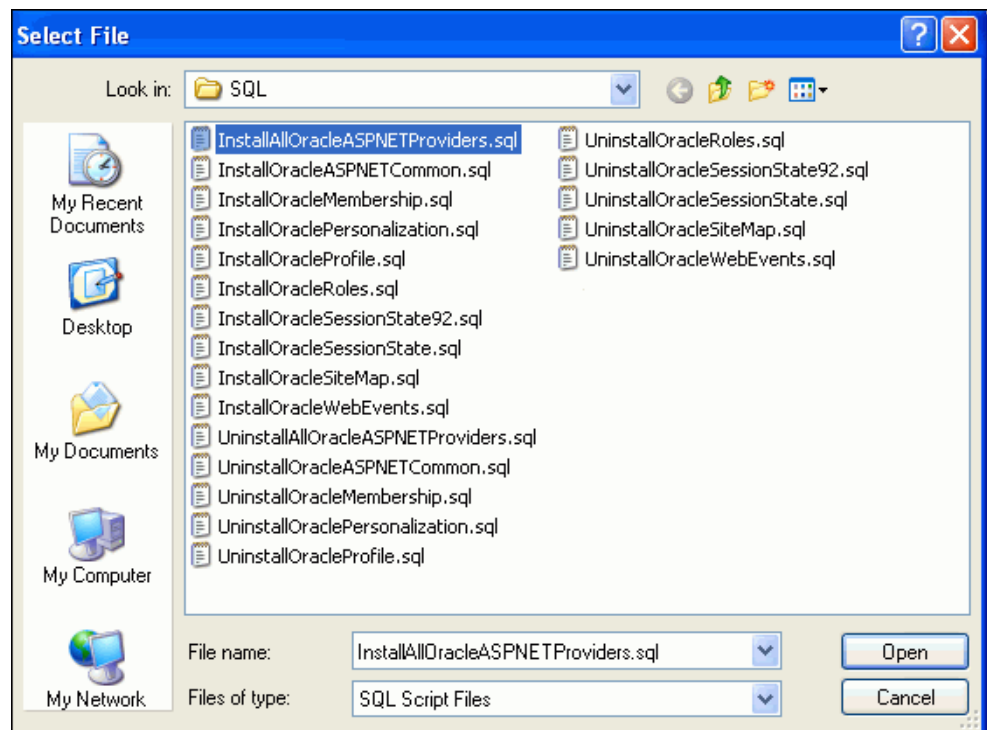 Select File
Look in:
SQL
My Recent
Documents
Desktop
My Documents
My Computer
My Network
InstallAllOracleASPNETProviders.sql
InstallOracleASPNETCommon.sql
InstallOracleMembership.sql
InstallOraclePersonalization.sql
InstallOracleProfile.sql
InstallOracleRoles.sql
InstallOracleSessionState92.sql
InstallOracleSessionState.sql
InstallOracleSiteMap.sql
InstallOracleWebEvents.sql
UninstallAllOracleASPNETProviders.sql
UninstallOracleASPNETCommon.sql
UninstallOracleMembership.sql
UninstallOraclePersonalization.sql
UninstallOracleProfile.sql
UninstallOracleRoles.sql
UninstallOracleSessionState92.sql
UninstallOracleSessionState.sql
UninstallOracleSiteMap.sql
UninstallOracleWebEvents.sql
File name:
InstallAllOracleASPNETProviders.sql
Open
Files of type:
SQL Script Files
Cancel